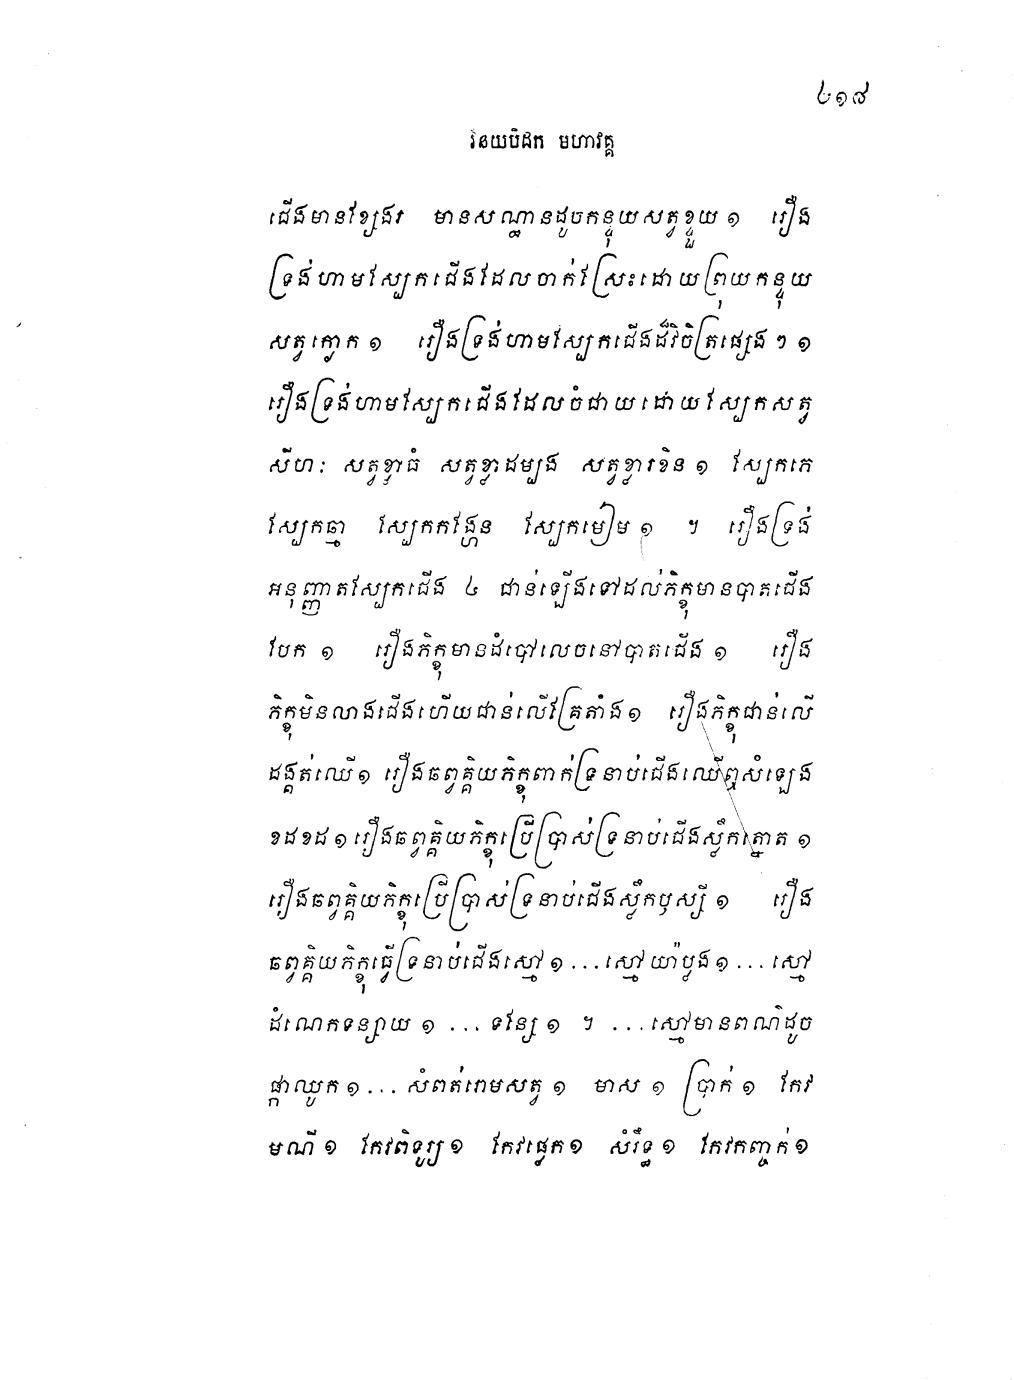 ៤១៨
វិនយបិដក មហាវគ្គ
ជើងមានខ្សែងវ មានសណ្ឋានដូចកន្ទុយសត្វខ្ទួយ ១ រឿង
ទ្រង់ហាមស្បែកជើងដែលចាក់ស្រែះដោយព្រុយកន្ទុយ
សត្វក្ងោក ១ រឿងទ្រង់ហាមស្បែកជើងដ៏វិចិត្រផ្សេងៗ ១
រឿងទ្រង់ហាមស្បែកជើងដែលចំជាយដោយស្បែកសត្វ
សីហៈ សត្វខ្លាធំ សត្វខ្លាដម្បង សត្វខ្លារខិន ១ ស្បែកភេ
ស្បែកឆ្មា ស្បែកកង្ហែន ស្បែកមៀម ១ ។ រឿងទ្រង់
អនុញ្ញាតស្បែកជើង ៤ ជាន់ឡើងទៅដល់ភិក្ខុមានបាតជើង
បែក ១ រឿងភិក្ខុមានដំបៅលេចនៅបាតជើង ១ រឿង
ភិក្ខុមិនលាងជើងហើយជាន់លើគ្រែតាំង ១ រឿងភិក្ខុជាន់លើ
ដង្គត់ឈើ ១ រឿងឆព្វគ្គិយភិក្ខុពាក់ទ្រនាប់ជើងឈើឮសំឡេង
ខដខដ ១ រឿងឆព្វគ្គិយភិក្ខុប្រើប្រាស់ទ្រនាប់ជើងស្លឹកត្នោត ១
រឿងឆព្វគ្គិយភិក្ខុប្រើប្រាស់ទ្រនាប់ជើងស្លឹកឫស្សី ១ រឿង
ឆព្វគ្គិយភិក្ខុធ្វើទ្រនាប់ជើងស្មៅ ១ ...ស្មៅយ៉ាប្លង ១ ...ស្មៅ
ដំណេកទន្សាយ ១ ...ទន្សែ ១ ។ ...ស្មៅមានពណ៌ដូច
ផ្កាឈូក ១ ... សំពត់រោមសត្វ ១ មាស ១ ប្រាក់ ១ កែវ
មណី ១ កែវពិទូរ្យ ១ កែវផ្លេក ១ សំរឹទ្ធ ១ កែវកញ្ចក់ ១